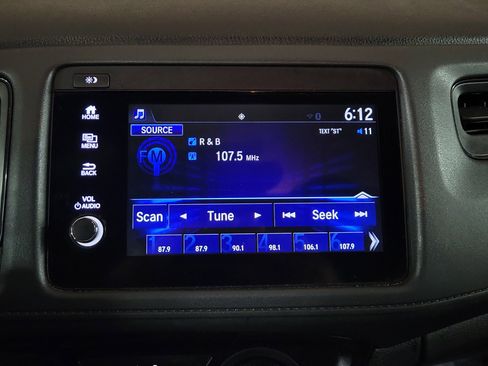 HOME
MENU
BACK
VOL
AUDIO
6:12
SOURCE
TEXT "ST"
11
FM
R & B
107.5 MHz
Scan
Tune
Seek
1 2 3 4 5 6
87.9 87.9 90.1 98.1 106.1 107.9